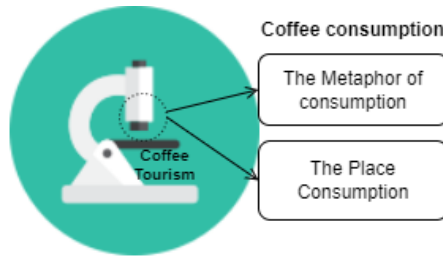 Coffee consumption
The Metaphor of
consumption
Coffee
Tourism
The Place
Consumption